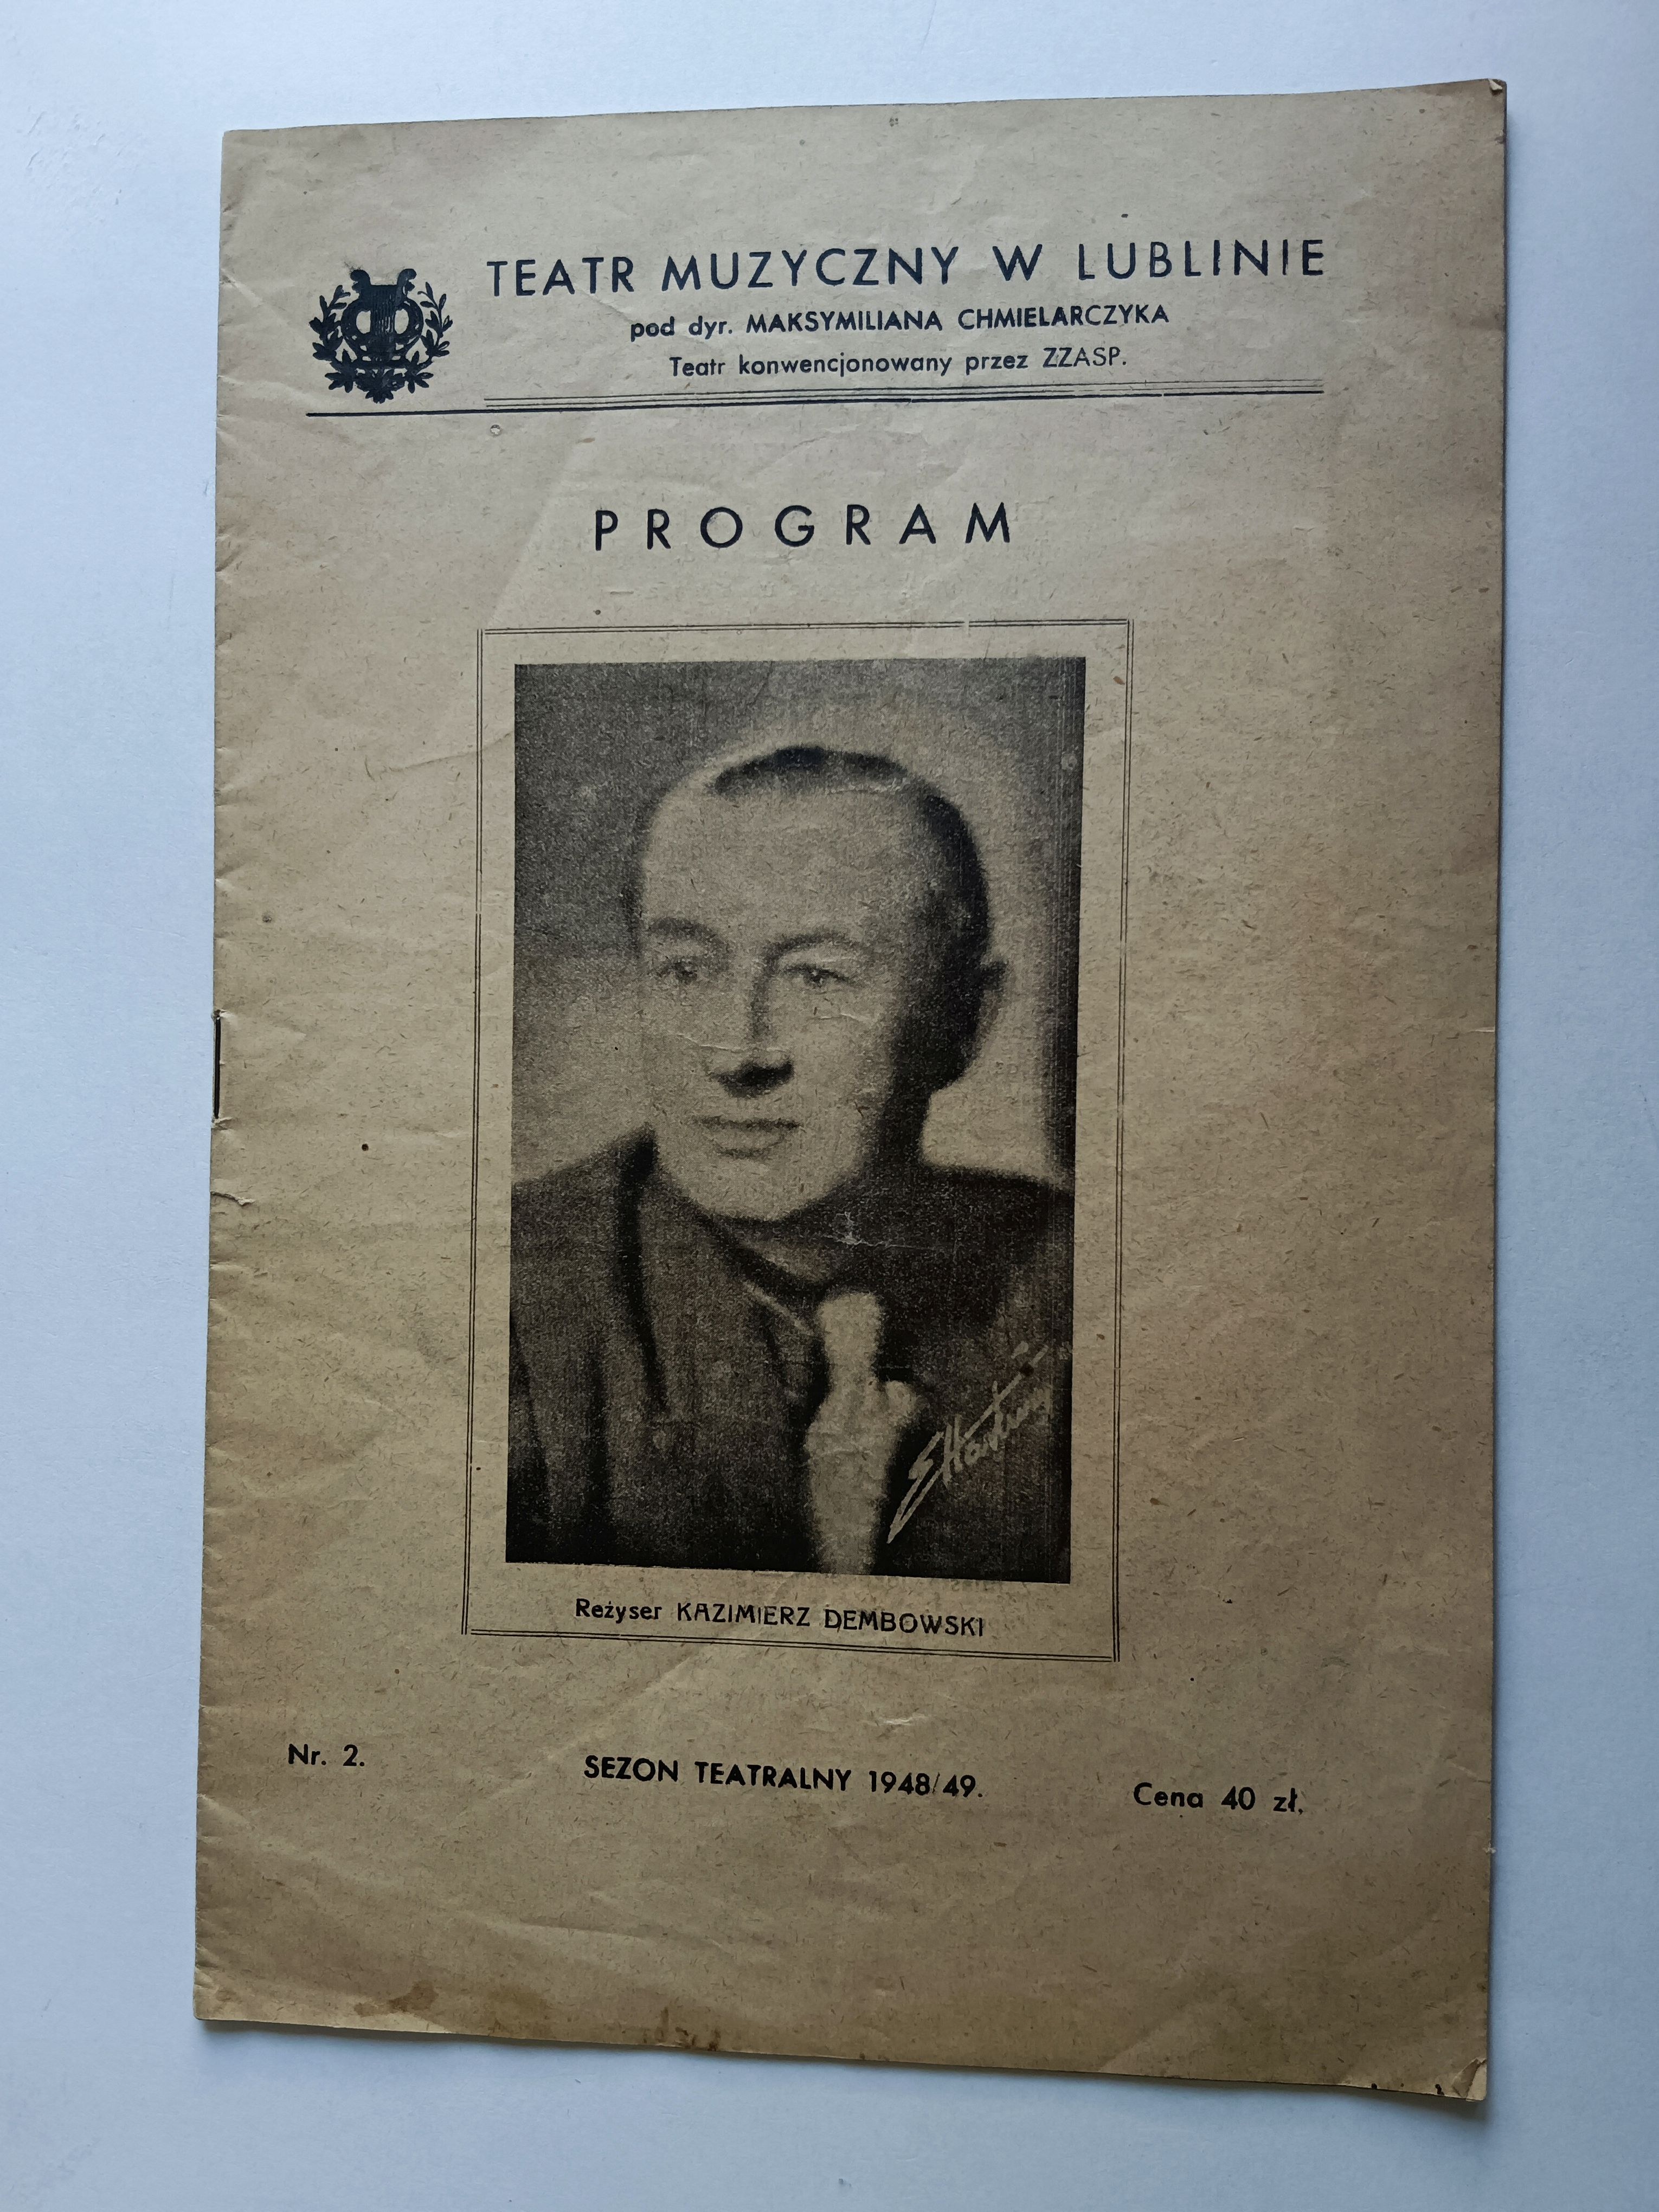 TEATR MUZYCZNY W LUBLINIE
pod dyr. MAKSYMILIANA CHMIELARCZYKA
Teatr konwencjonowany przez ZZASP.
PROGRAM
Reżyser KAZIMIERZ DEMBOWSKI
Nr. 2.
SEZON TEATRALNY 1948/49.
Cena 40 zł.